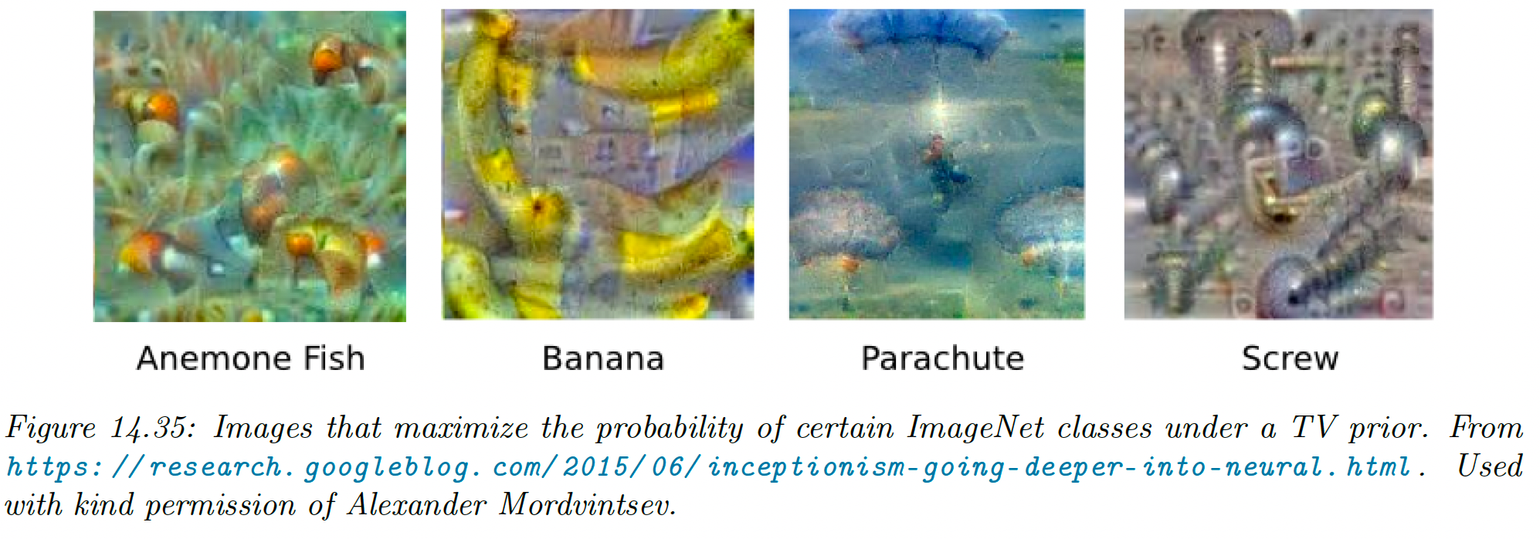 Anemone Fish Banana Parachute Screw
Figure 14.35: Images that maximize the probability of certain ImageNet classes under a TV prior. From
https://research.googleblog.com/2015/06/inceptionism-going-deeper-into-neural.html. Used
with kind permission of Alexander Mordvintsev.